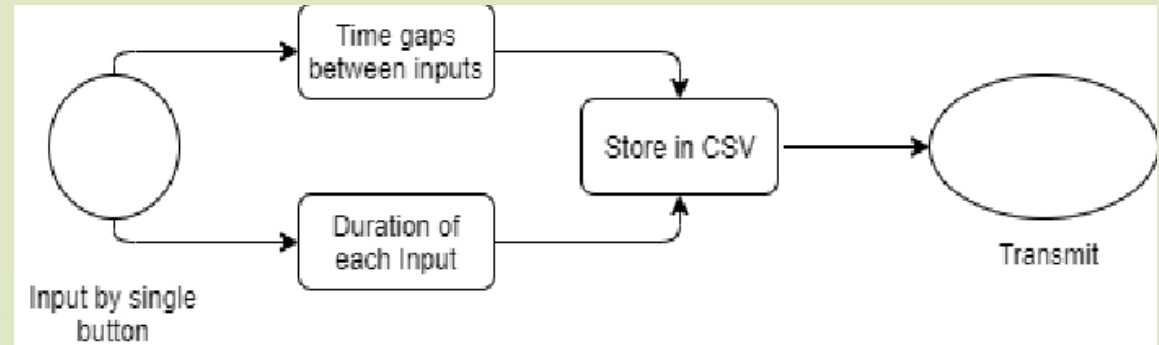 Time gaps
between inputs
Store in CSV
Duration of
each Input
Transmit
Input by single
button